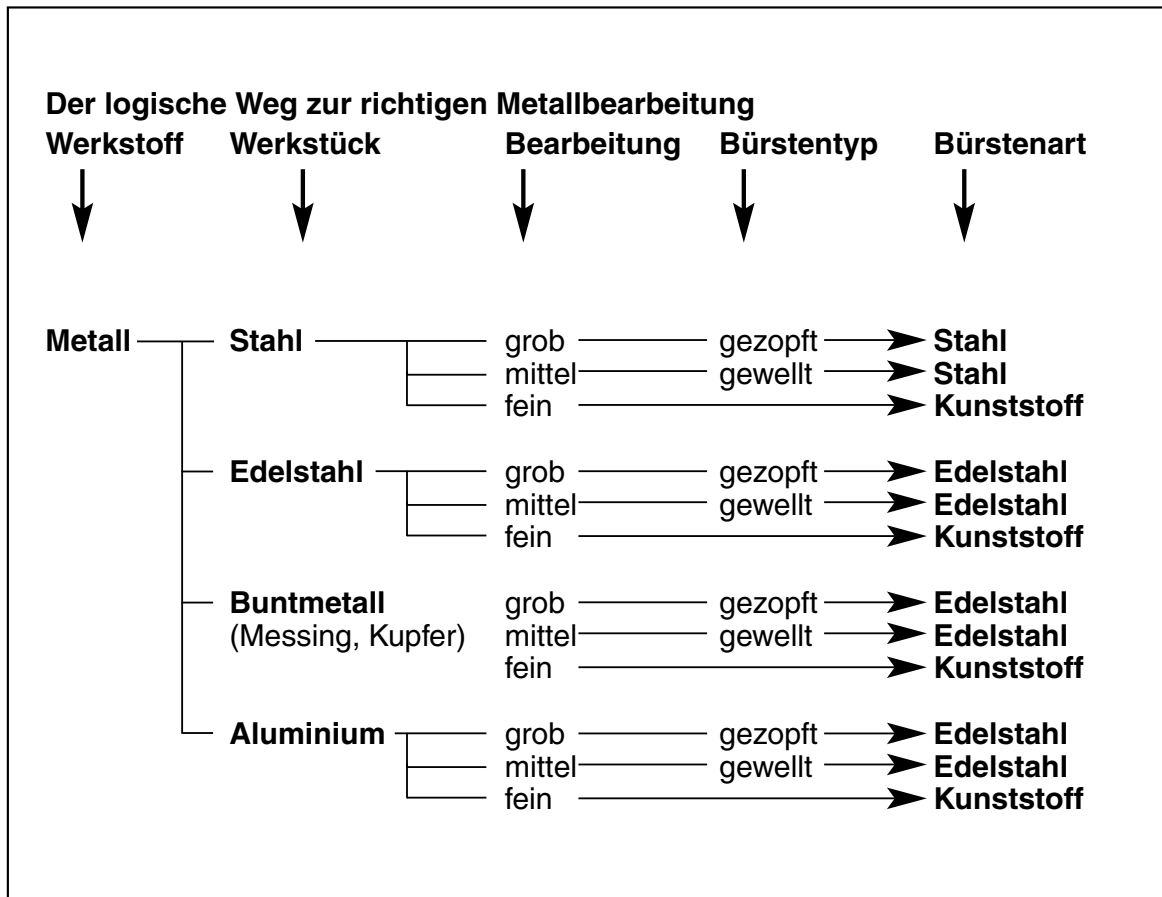 Der logische Weg zur richtigen Metallbearbeitung
Werkstoff Werkstück Bearbeitung Bürstentyp Bürstenart
Metall Stahl grob gezopft Stahl
mittel gewellt Stahl
fein Kunststoff
Edelstahl grob gezopft Edelstahl
mittel gewellt Edelstahl
fein Kunststoff
Buntmetall grob gezopft Edelstahl
(Messing, Kupfer) mittel gewellt Edelstahl
fein Kunststoff
Aluminium grob gezopft Edelstahl
mittel gewellt Edelstahl
fein Kunststoff